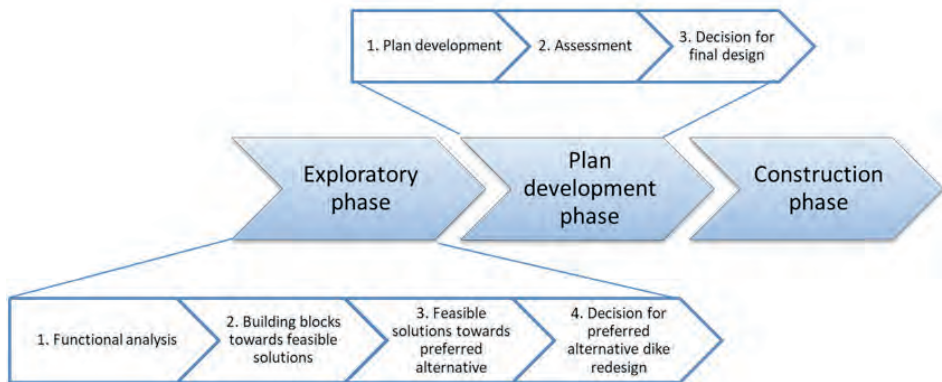 1. Plan development
2. Assessment
3. Decision for
final design
Exploratory
phase
Plan
development
phase
Construction
phase
1. Functional analysis
2. Building blocks
towards feasible
solutions
3. Feasible
solutions towards
preferred
alternative
4. Decision for
preferred
alternative dike
redesign